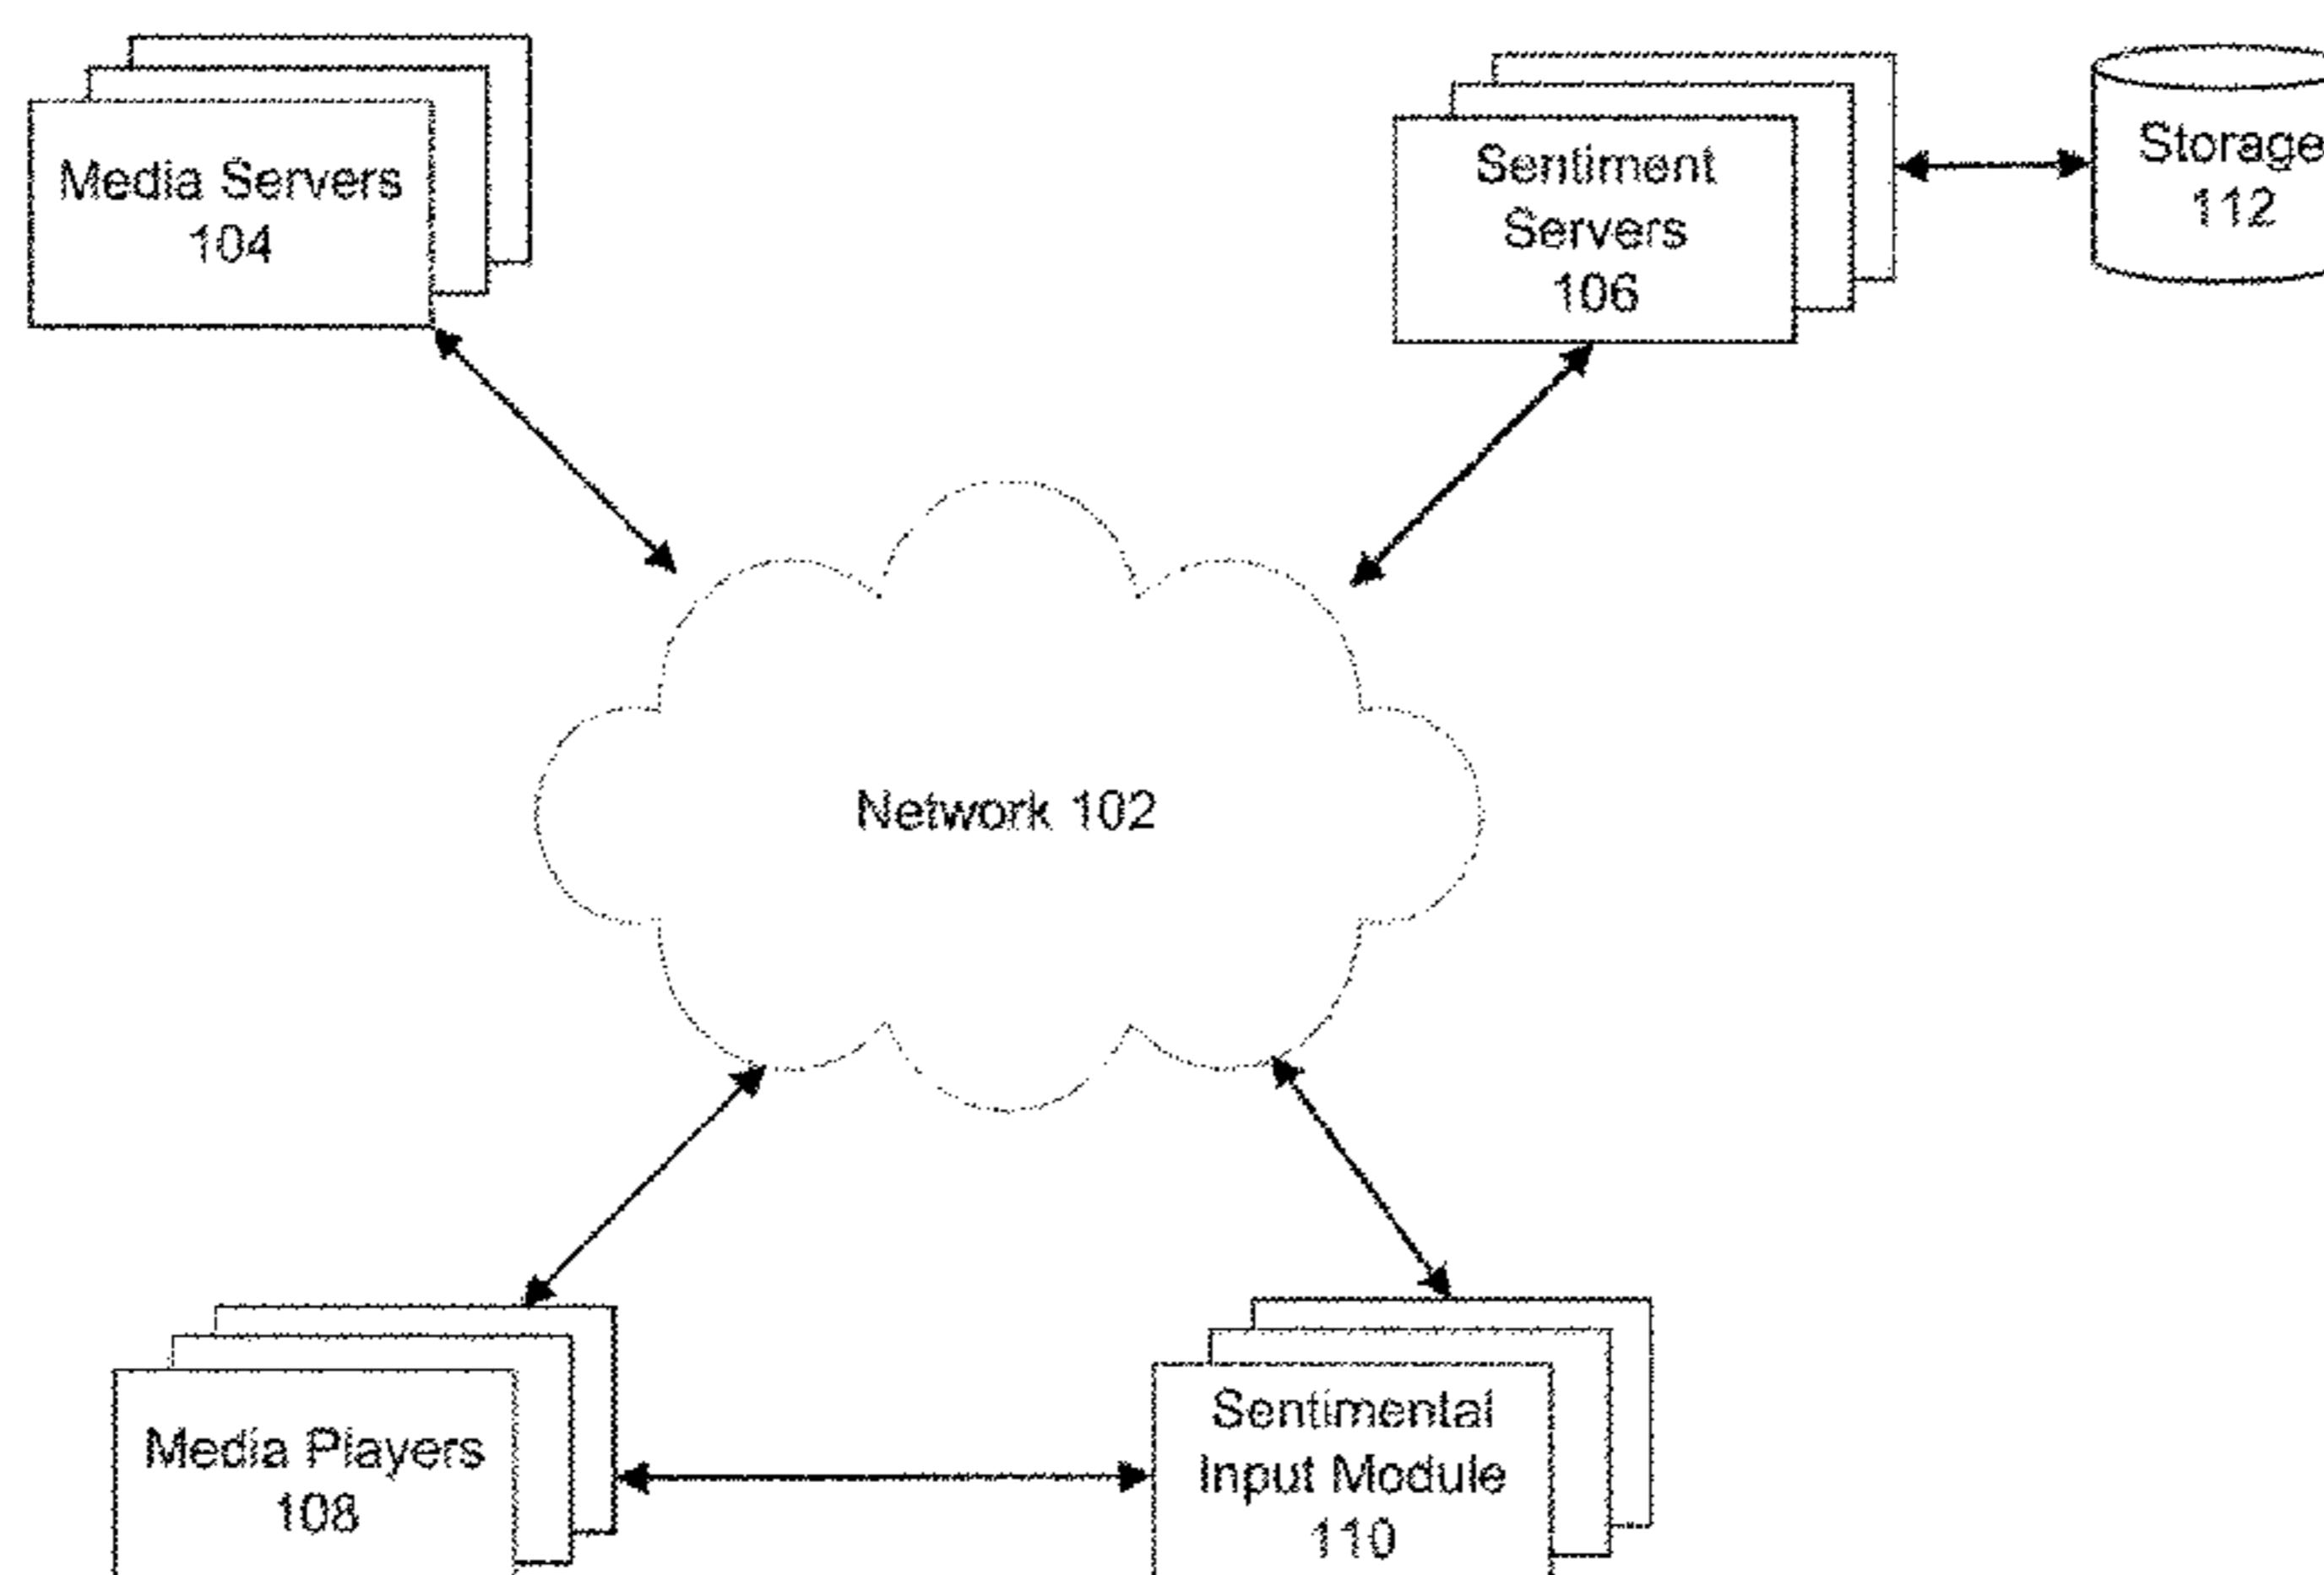 Media Servers
104
Sentiment
Servers
106
Storage
112
Network 102
Media Players
108
Sentimental
Input Module
110